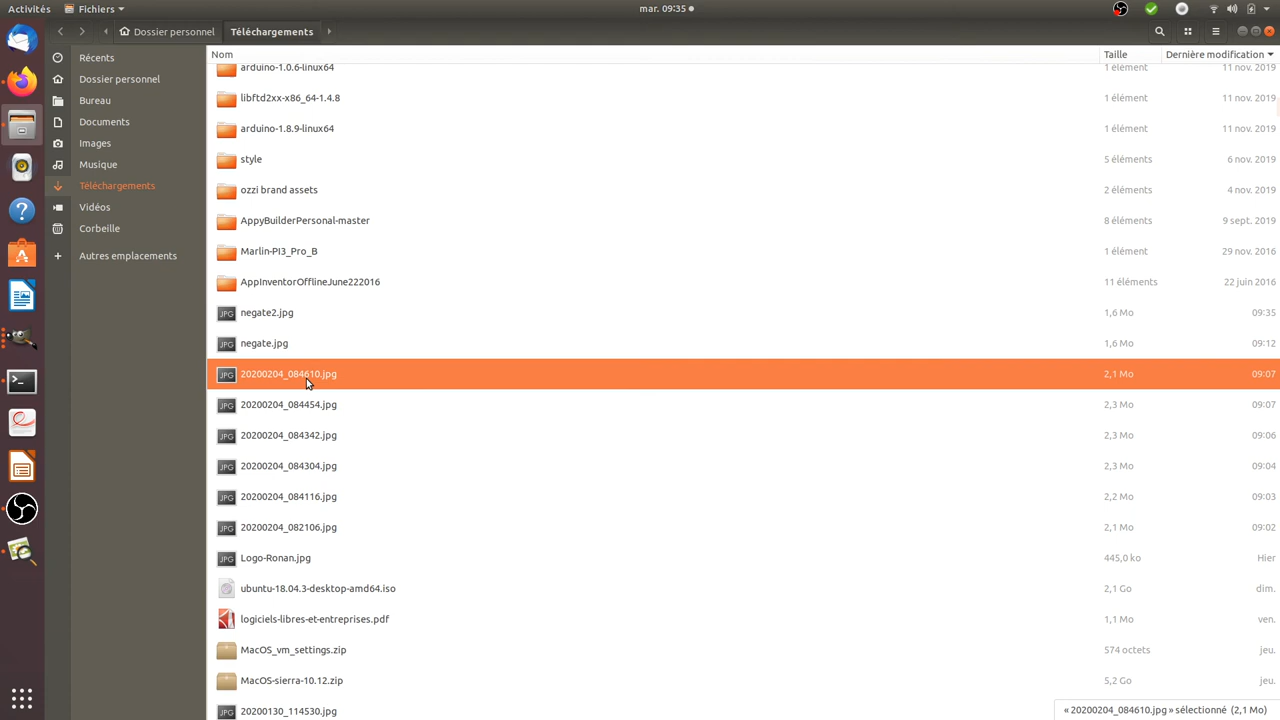 Activités Fichiers mar. 09:35
Dossier personnel Téléchargements
Nom Taille Dernière modification
Récents
Dossier personnel
Bureau
Documents
Images
Musique
Téléchargements
Vidéos
Corbeille
Autres emplacements
arduino-1.0.6-linux64 1 élément 11 nov. 2019
libftd2xx-x86_64-1.4.8 1 élément 11 nov. 2019
arduino-1.8.9-linux64 1 élément 11 nov. 2019
style 5 éléments 6 nov. 2019
ozzi brand assets 2 éléments 4 nov. 2019
AppyBuilderPersonal-master 8 éléments 9 sept. 2019
Marlin-PI3_Pro_B 1 élément 29 nov. 2016
AppInventorOfflineJune222016 11 éléments 22 juin 2016
JPG negate2.jpg 1,6 Mo 09:35
JPG negate.jpg 1,6 Mo 09:12
JPG 20200204_084610.jpg 2,1 Mo 09:07
JPG 20200204_084454.jpg 2,3 Mo 09:07
JPG 20200204_084342.jpg 2,3 Mo 09:06
JPG 20200204_084304.jpg 2,3 Mo 09:04
JPG 20200204_084116.jpg 2,2 Mo 09:03
JPG 20200204_082106.jpg 2,1 Mo 09:02
JPG Logo-Ronan.jpg 445,0 ko Hier
ubuntu-18.04.3-desktop-amd64.iso 2,1 Go dim.
logiciels-libres-et-entreprises.pdf 1,1 Mo ven.
MacOS_vm_settings.zip 574 octets jeu.
MacOS-sierra-10.12.zip 5,2 Go jeu.
JPG 20200130_114530.jpg
« 20200204_084610.jpg » sélectionné (2,1 Mo)